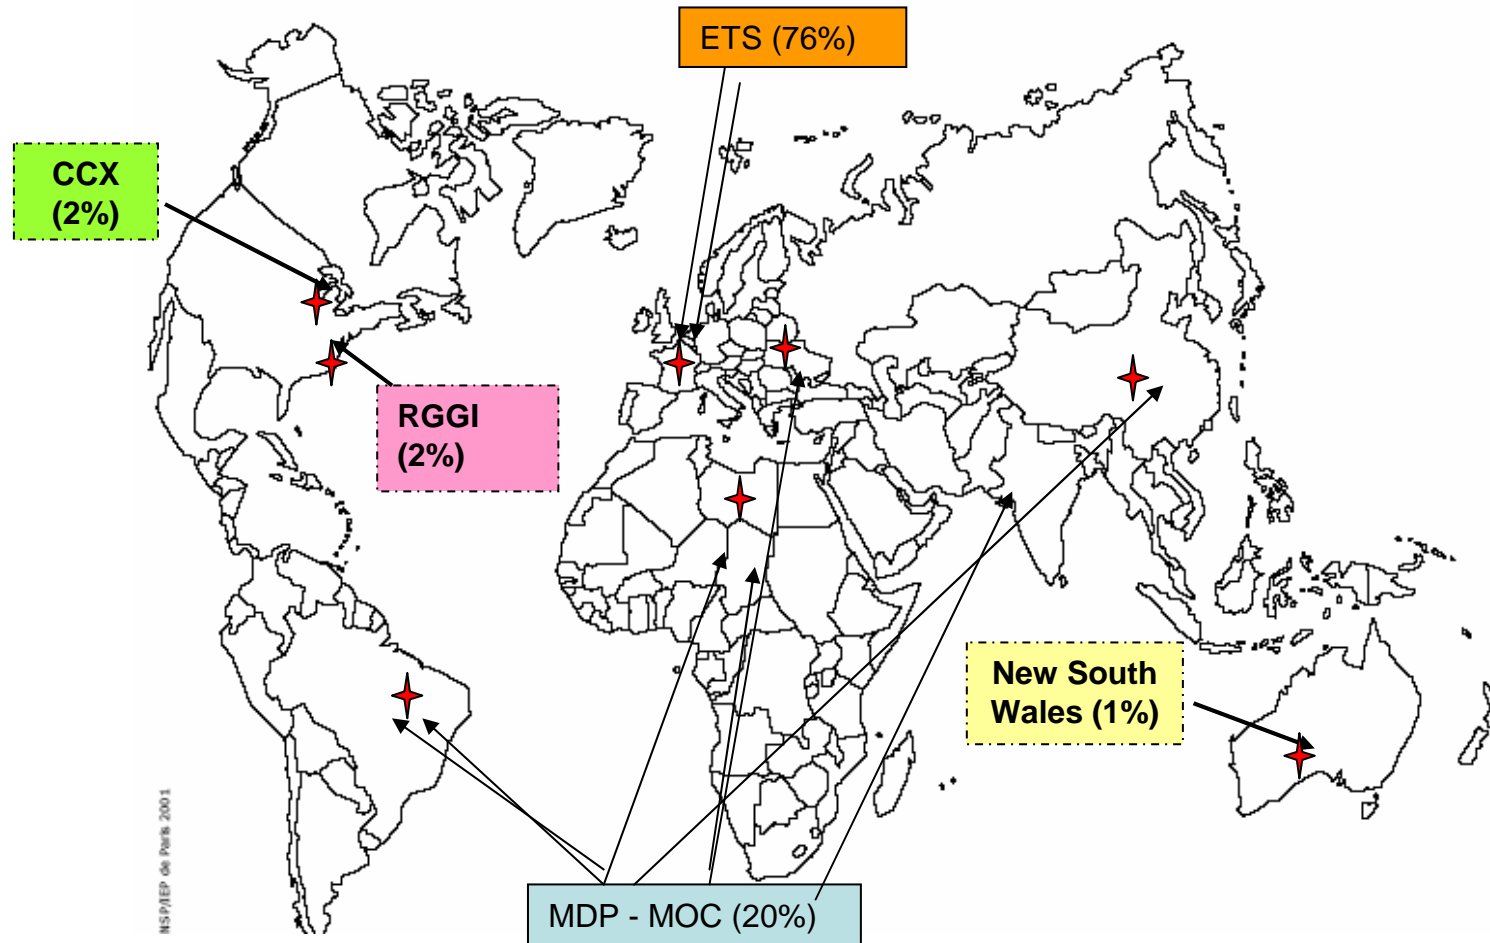 ETS (76%)
CCX
(2%)
RGGI
(2%)
New South
Wales (1%)
MDP - MOC (20%)
NSP/IEP de Paris 2001